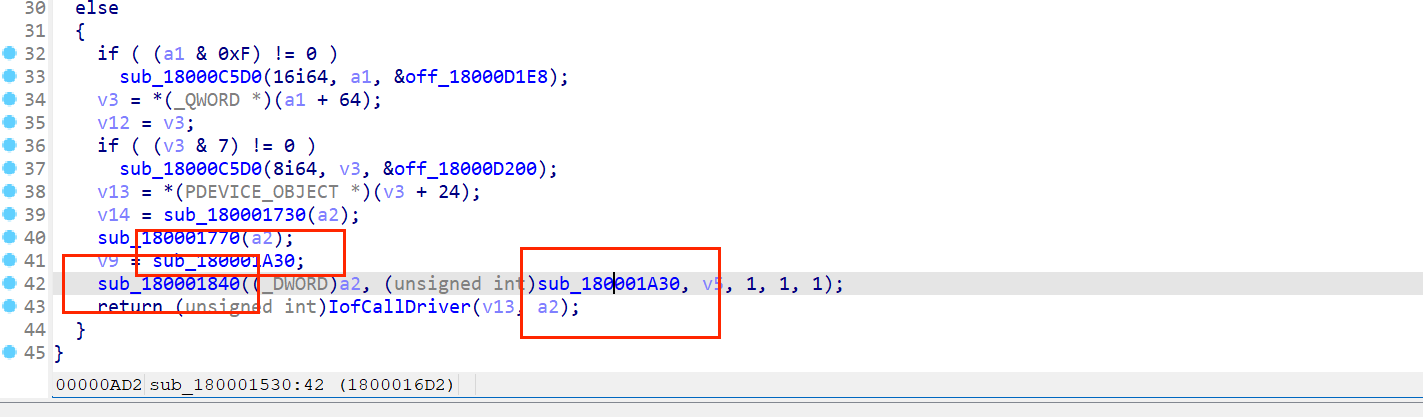 30 else
31 {
32 if ( (a1 & 0xF) != 0 )
33 sub_18000C5D0(16i64, a1, &off_18000D1E8);
34 v3 = *(_QWORD *)(a1 + 64);
35 v12 = v3;
36 if ( (v3 & 7) != 0 )
37 sub_18000C5D0(8i64, v3, &off_18000D200);
38 v13 = *(PDEVICE_OBJECT *)(v3 + 24);
39 v14 = sub_180001730(a2);
40 sub_180001770(a2);
41 v9 = sub_180001A30;
42 sub_180001840((_DWORD)a2, (unsigned int)sub_180001A30, v5, 1, 1, 1);
43 return (unsigned int)IofCallDriver(v13, a2);
44 }
45 }
00000AD2 sub_180001530:42 (1800016D2)